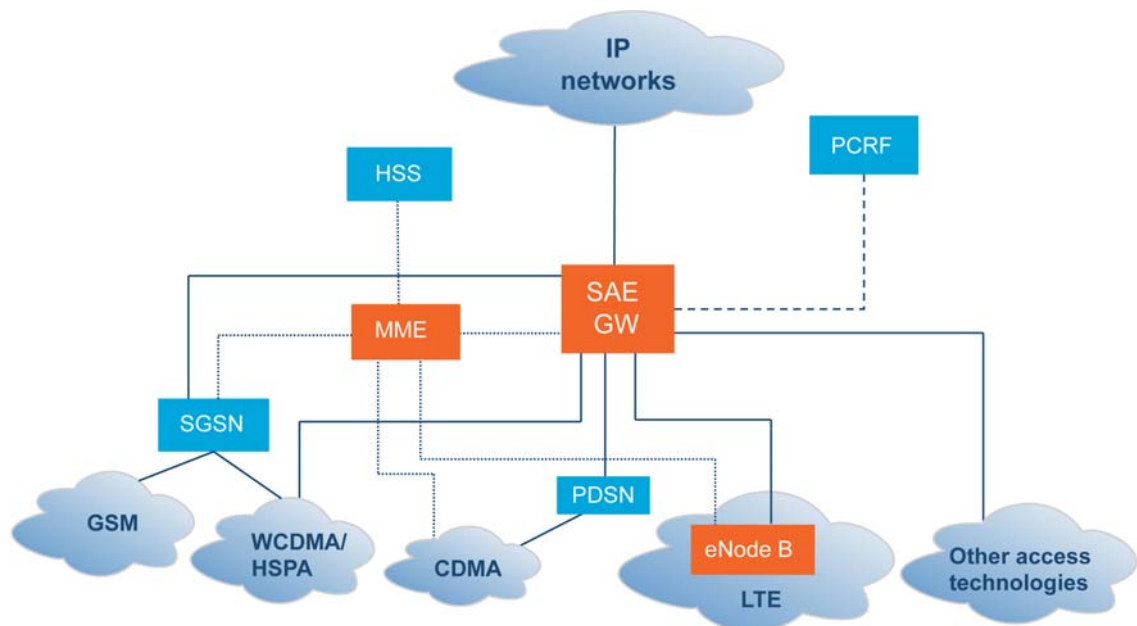 IP
networks
PCRF
HSS
SAE
GW
MME
SGSN
PDSN
GSM
WCDMA/
HSPA
CDMA
eNode B
LTE
Other access
technologies